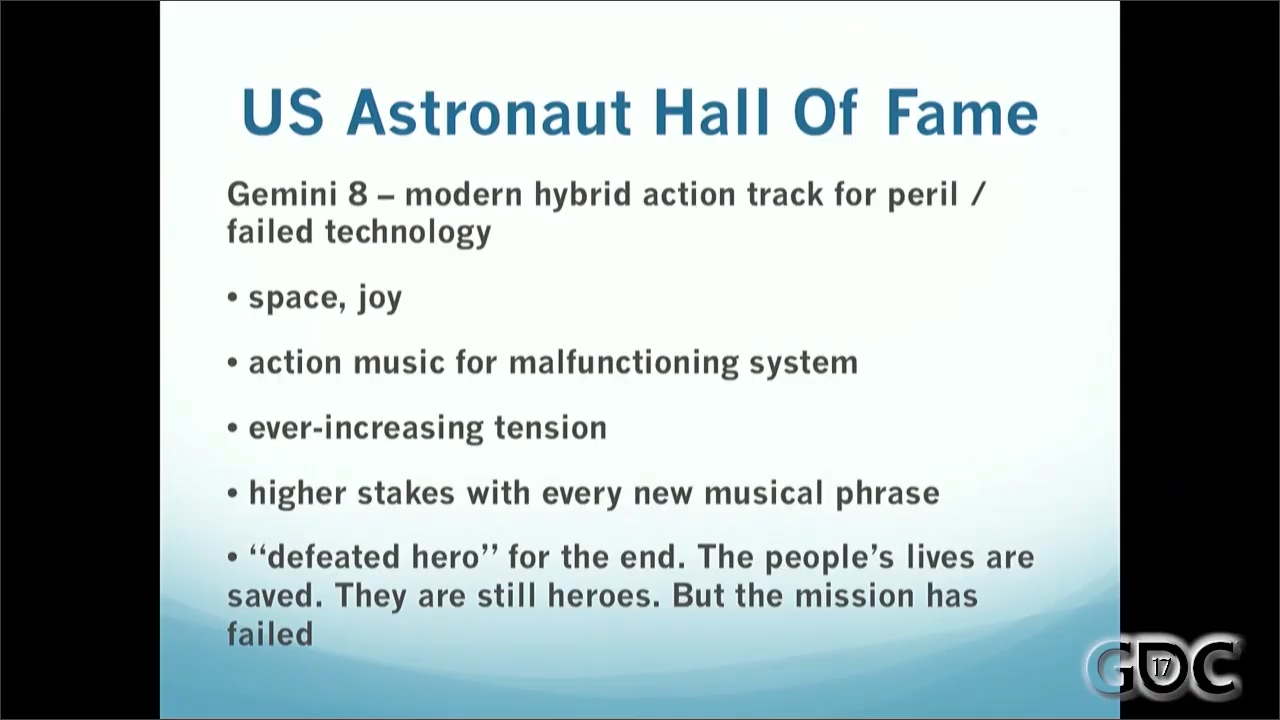 US Astronaut Hall Of Fame
Gemini 8 – modern hybrid action track for peril /
failed technology
• space, joy
• action music for malfunctioning system
• ever-increasing tension
• higher stakes with every new musical phrase
• “defeated hero” for the end. The people’s lives are
saved. They are still heroes. But the mission has
failed
GDC
17